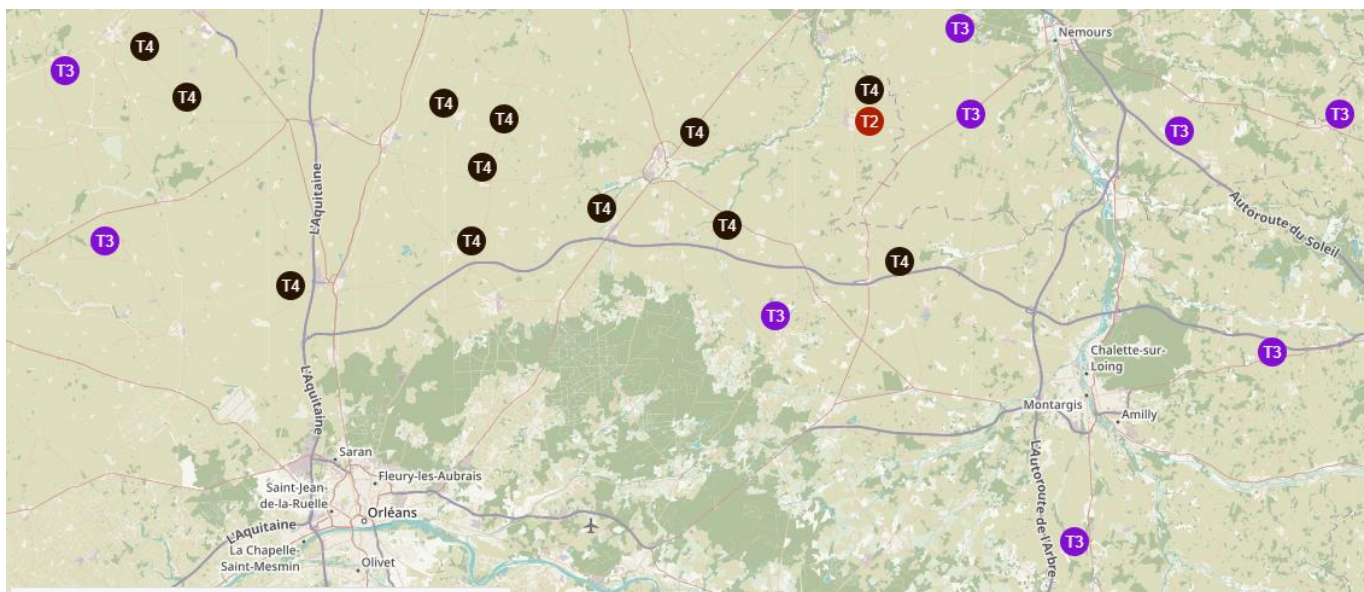 T3
Nemours
T4
T3
T4
T4
T4
T4
T4
T2
T3
T3
T3
T4
T4
L'Aquitaine
T4
Autoroute du Soleil
T4
T3
T4
T4
T4
T3
T3
Chalette-sur-
Loing
L'Aquitaine
Montargis
Amilly
Saran
Fleury-les-Aubrais
Saint-Jean-
de-la-Ruelle
Orléans
L'Aquitaine
La Chapelle-
Saint-Mesmin
Olivet
L'Autoroute de l'Arbre
T3